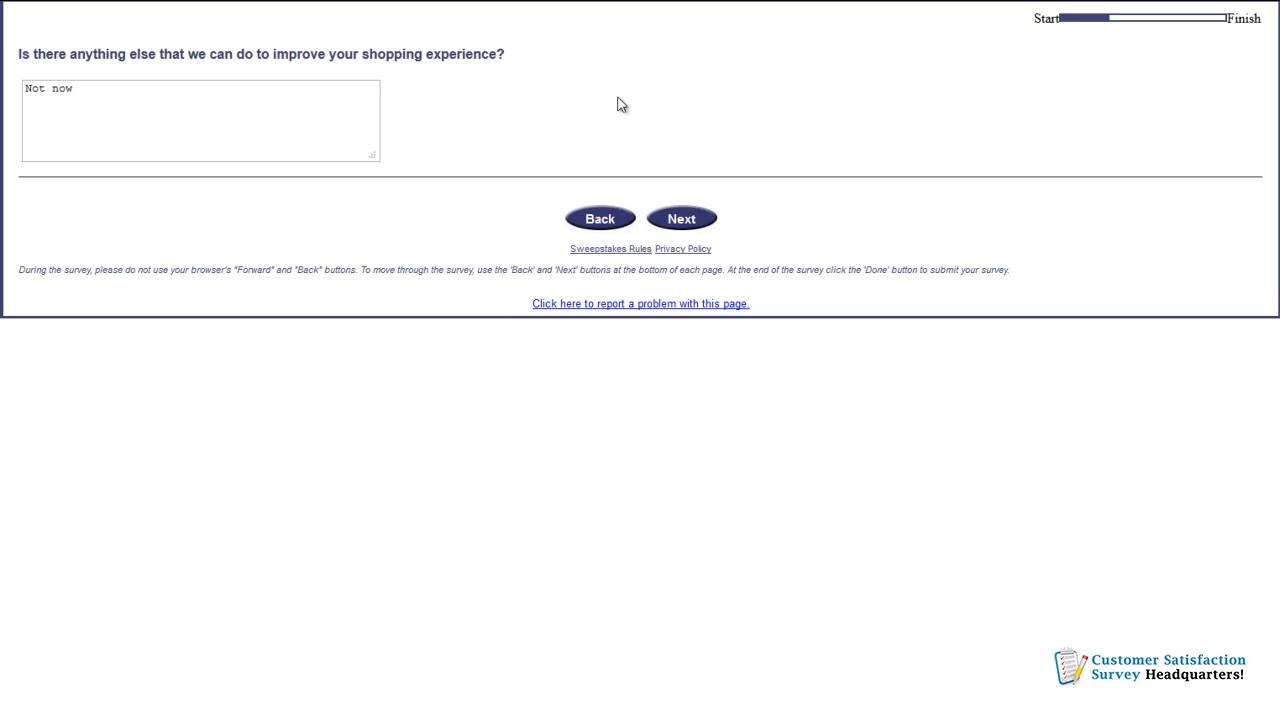 Start Finish
Is there anything else that we can do to improve your shopping experience?
Not now
Back Next
Sweepstakes Rules Privacy Policy
During the survey, please do not use your browser's "Forward" and "Back" buttons. To move through the survey, use the 'Back' and 'Next' buttons at the bottom of each page. At the end of the survey click the 'Done' button to submit your survey.
Click here to report a problem with this page.
Customer Satisfaction
Survey Headquarters!